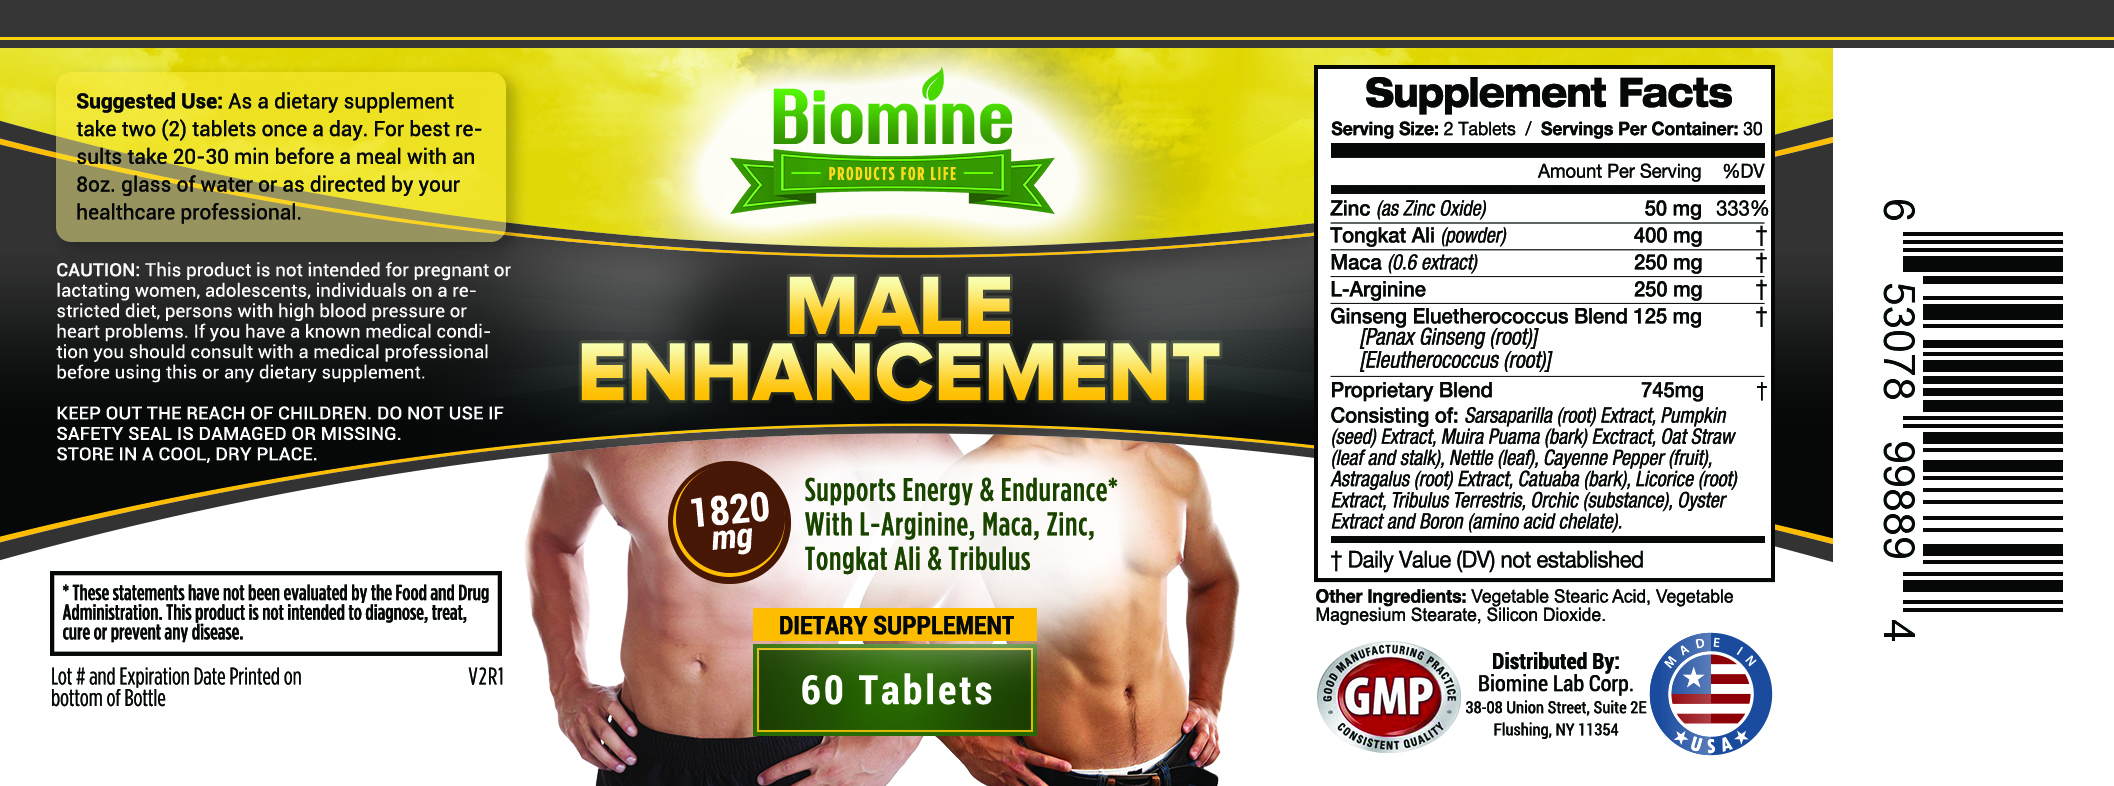 Suggested Use: As a dietary supplement
take two (2) tablets once a day. For best re-
sults take 20-30 min before a meal with an
8oz. glass of water or as directed by your
healthcare professional.
CAUTION: This product is not intended for pregnant or
lactating women, adolescents, individuals on a re-
stricted diet, persons with high blood pressure or
heart problems. If you have a known medical condi-
tion you should consult with a medical professional
before using this or any dietary supplement.
KEEP OUT THE REACH OF CHILDREN. DO NOT USE IF
SAFETY SEAL IS DAMAGED OR MISSING.
STORE IN A COOL, DRY PLACE.
* These statements have not been evaluated by the Food and Drug
Administration. This product is not intended to diagnose, treat,
cure or prevent any disease.
Lot # and Expiration Date Printed on
bottom of Bottle
V2R1
Biomine
PRODUCTS FOR LIFE
MALE
ENHANCEMENT
1820
mg
Supports Energy & Endurance*
With L-Arginine, Maca, Zinc,
Tongkat Ali & Tribulus
DIETARY SUPPLEMENT
60 Tablets
Supplement Facts
Serving Size: 2 Tablets / Servings Per Container: 30
Amount Per Serving %DV
Zinc (as Zinc Oxide) 50 mg 333%
Tongkat Ali (powder) 400 mg †
Maca (0.6 extract) 250 mg †
L-Arginine 250 mg †
Ginseng Eluetherococcus Blend 125 mg †
[Panax Ginseng (root)]
[Eleutherococcus (root)]
Proprietary Blend 745mg †
Consisting of: Sarsaparilla (root) Extract, Pumpkin
(seed) Extract, Muira Puama (bark) Exctract, Oat Straw
(leaf and stalk), Nettle (leaf), Cayenne Pepper (fruit),
Astragalus (root) Extract, Catuaba (bark), Licorice (root)
Extract, Tribulus Terrestris, Orchic (substance), Oyster
Extract and Boron (amino acid chelate).
† Daily Value (DV) not established
Other Ingredients: Vegetable Stearic Acid, Vegetable
Magnesium Stearate, Silicon Dioxide.
GOOD MANUFACTURING PRACTICE
GMP
CONSISTENT QUALITY
Distributed By:
Biomine Lab Corp.
38-08 Union Street, Suite 2E
Flushing, NY 11354
MADE IN
USA
6 53078 99889 4